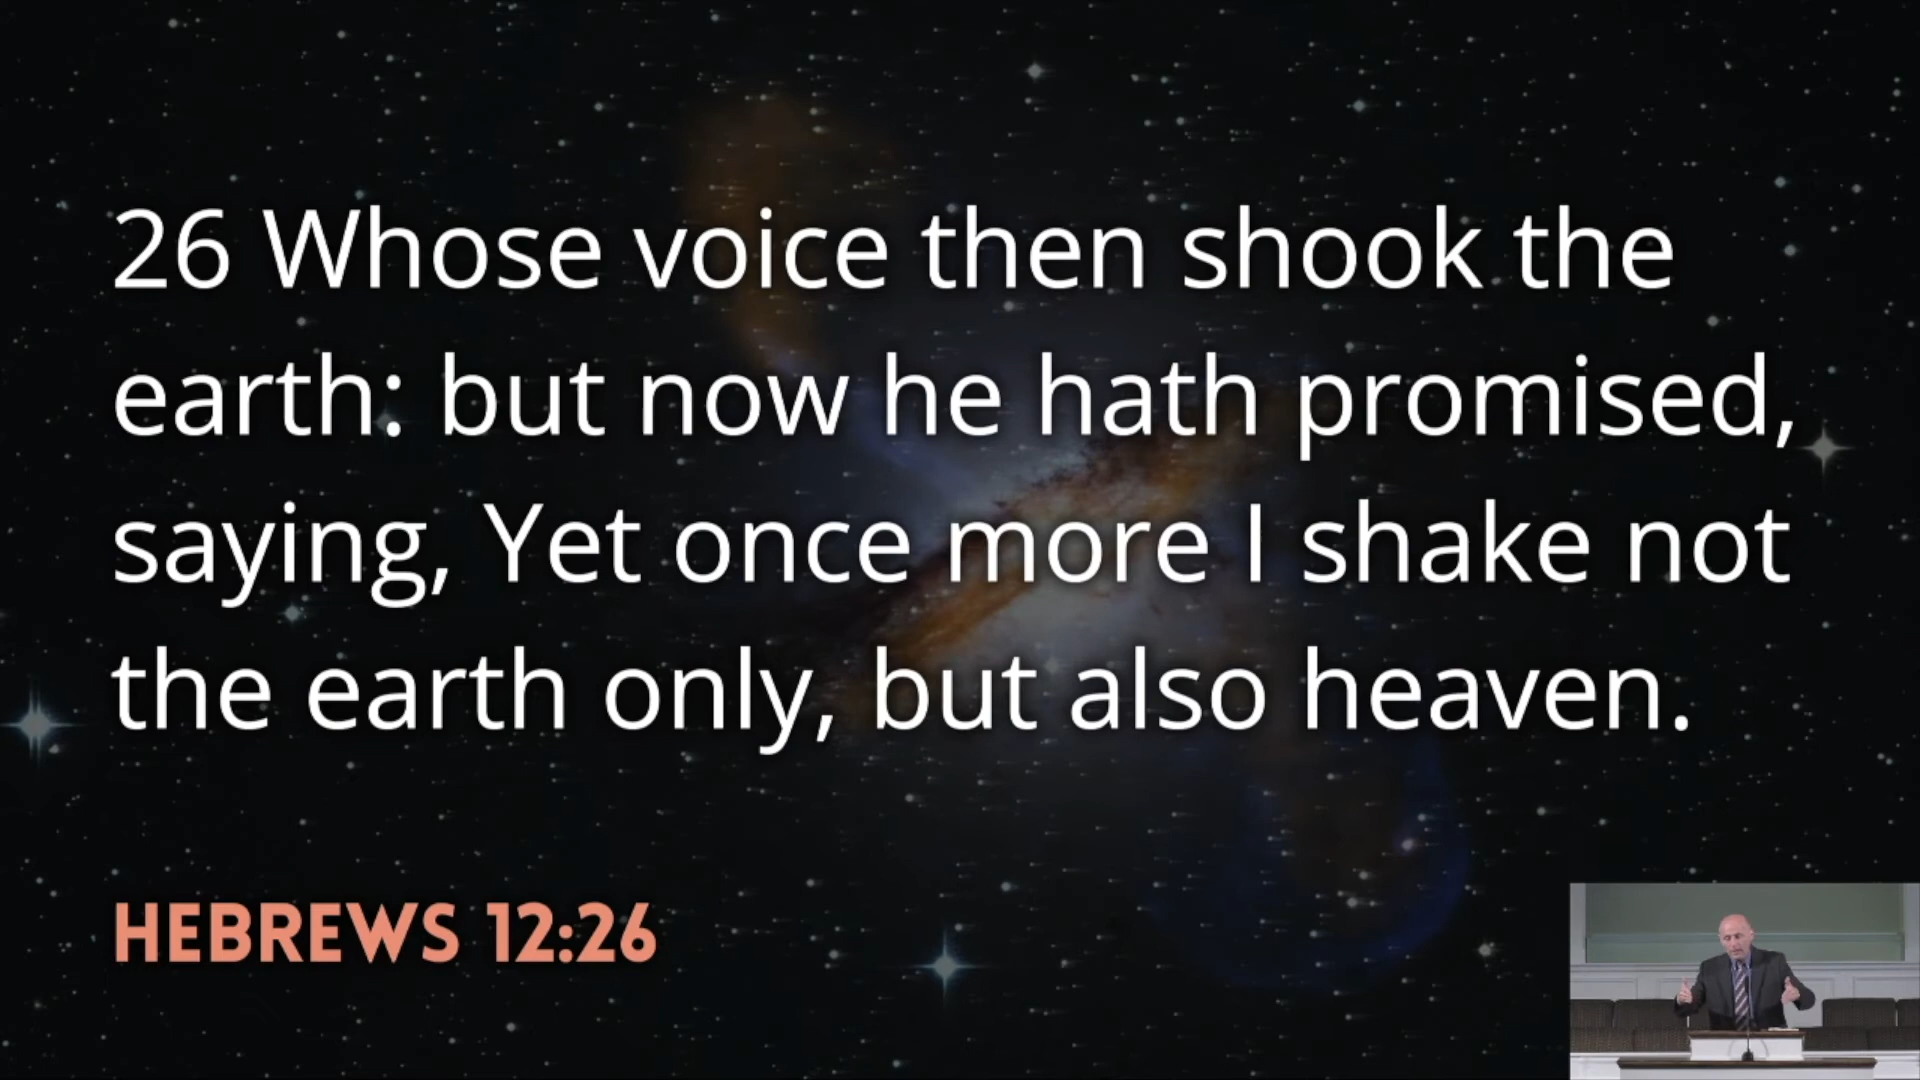 26 Whose voice then shook the
earth: but now he hath promised,
saying, Yet once more I shake not
the earth only, but also heaven.
HEBREWS 12:26